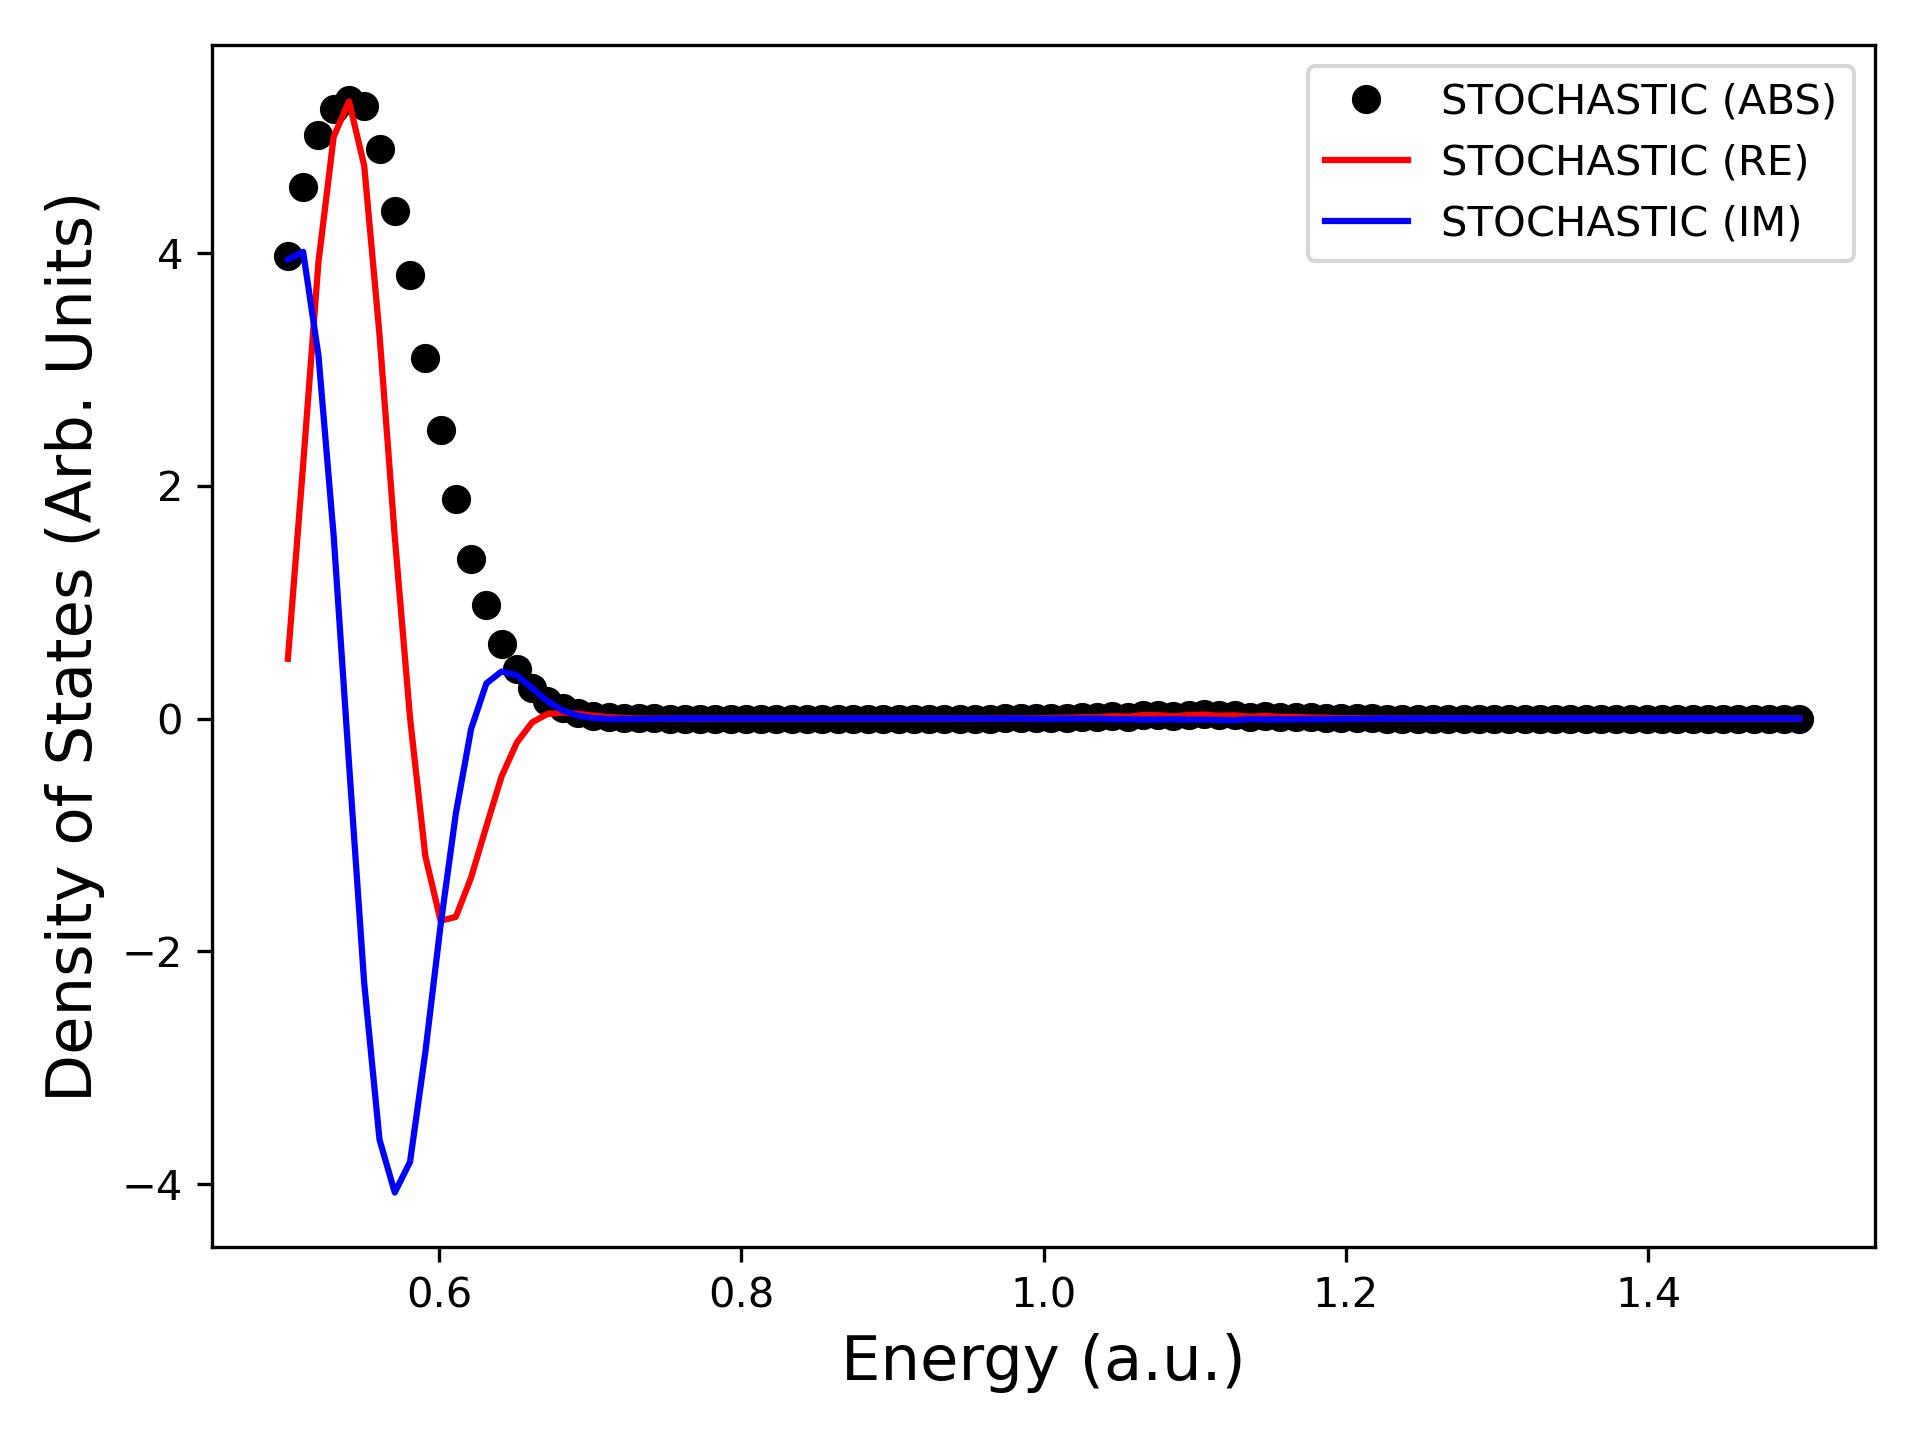 STOCHASTIC (ABS)
STOCHASTIC (RE)
STOCHASTIC (IM)
Density of States (Arb. Units)
4
2
0
−2
−4
0.6
0.8
1.0
1.2
1.4
Energy (a.u.)